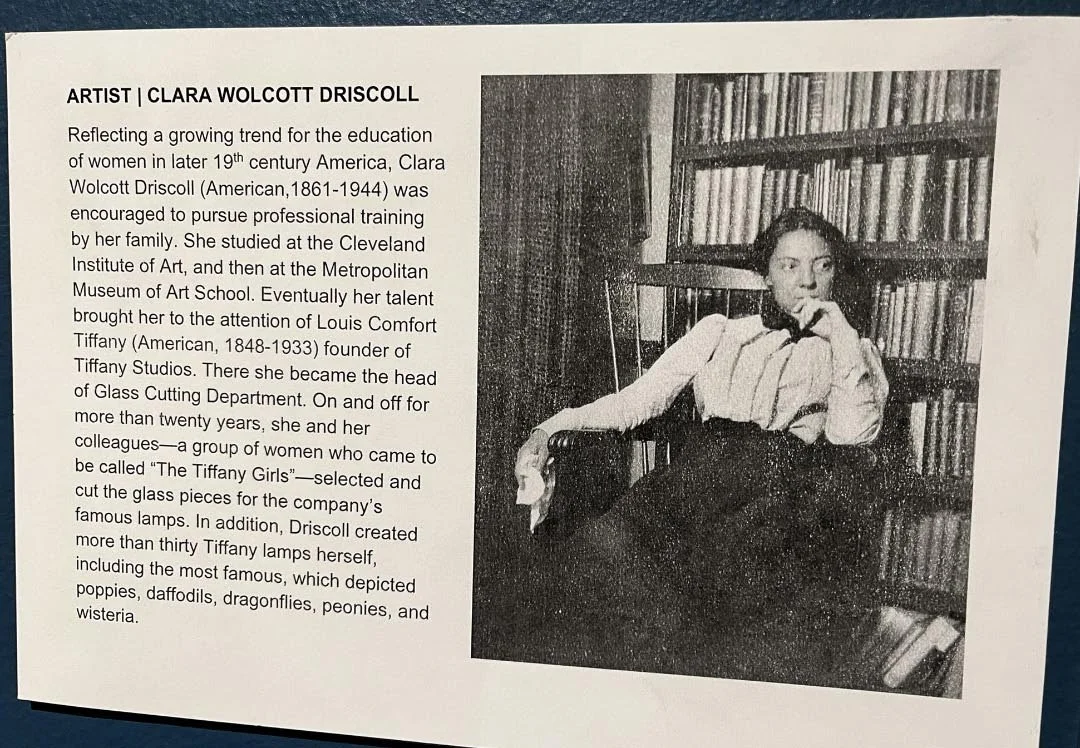 ARTIST | CLARA WOLCOTT DRISCOLL
Reflecting a growing trend for the education
of women in later 19th century America, Clara
Wolcott Driscoll (American,1861-1944) was
encouraged to pursue professional training
by her family. She studied at the Cleveland
Institute of Art, and then at the Metropolitan
Museum of Art School. Eventually her talent
brought her to the attention of Louis Comfort
Tiffany (American, 1848-1933) founder of
Tiffany Studios. There she became the head
of Glass Cutting Department. On and off for
more than twenty years, she and her
colleagues—a group of women who came to
be called “The Tiffany Girls”—selected and
cut the glass pieces for the company’s
famous lamps. In addition, Driscoll created
more than thirty Tiffany lamps herself,
including the most famous, which depicted
poppies, daffodils, dragonflies, peonies, and
wisteria.